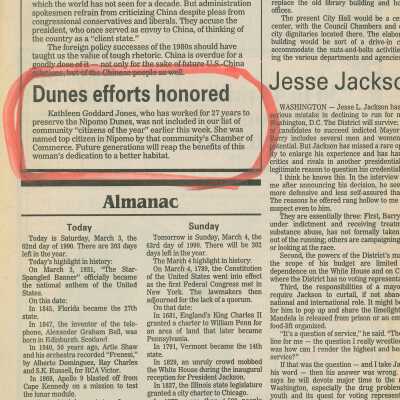 which the world has not seen for a decade. But administration
spokesmen refrain from criticizing China despite pleas from
congressional conservatives and liberals. They accuse the
president, who once served as envoy to China, of thinking of
the country as a "client state."
The foreign policy successes of the 1980s should have
taught us the value of tough rhetoric. China is overdue for a
goodly dose of it — not only for the sake of future U.S.-China
relations, but of the Chinese people as well.
Dunes efforts honored
Kathleen Goddard Jones, who has worked for 27 years to
preserve the Nipomo Dunes, was not included in our list of
community "citizens of the year" earlier this week. She was
named top citizen in Nipomo by that community's Chamber of
Commerce. Future generations will reap the benefits of this
woman's dedication to a better habitat.
Almanac
Today
Today is Saturday, March 3, the
62nd day of 1990. There are 303 days
left in the year.
Today's highlight in history:
On March 3, 1931, "The Star-
Spangled Banner" officially became
the national anthem of the United
States.
On this date:
In 1845, Florida became the 27th
state.
In 1847, the inventor of the tele-
phone, Alexander Graham Bell, was
born in Edinburgh, Scotland.
In 1940, 50 years ago, Artie Shaw
and his orchestra recorded "Frenesi,"
by Alberto Dominguez, Ray Charles
and S.K. Russell, for RCA Victor.
In 1969, Apollo 9 blasted off from
Cape Kennedy on a mission to test
the lunar module.
Sunday
Tomorrow is Sunday, March 4, the
63rd day of 1990. There will be 302
days left in the year.
The March 4 highlight in history:
On March 4, 1789, the Constitution
of the United States went into effect
as the first Federal Congress met in
New York. The lawmakers then
adjourned for the lack of a quorum.
On that date:
In 1681, England's King Charles II
granted a charter to William Penn for
an area of land that later became
Pennsylvania.
In 1791, Vermont became the 14th
state.
In 1829, an unruly crowd mobbed
the White House during the inaugural
reception for President Jackson.
In 1837, the Illinois state legislature
granted a city charter to Chicago.
replace the old library building and ho
offices.
The present City Hall would be a ce
center, with the Council Chambers and
city dignitaries located there. The elabor
building would be sort of a drive-in c
accommodate the nuts-and-bolts activiti
ing the various departments and agencies
Jesse Jackso
WASHINGTON — Jesse L. Jackson has
serious mistake in declining to run for m
Washington, D.C. The District will survive;
of candidates to succeed indicted Mayor
Barry includes several men and women
potential. But Jackson has missed a rare op
to enlarge his experience and has han
critics and rivals in another presidential
legitimate reason to question his credential
I think he knows this. In the interview
me after announcing his decision, he see
more defensive and less self-assured that
The reasons he offered rang hollow to me
suspect even to him.
They are essentially three: First, Barry
under indictment and receiving treatm
substance abuse, has not formally taken
out of the running; others are campaigning
or looking at the race.
Second, the powers of the District's m
the scope of his budget are limited
dependence on the White House and on C
where the District has no voting representa
Third, the responsibilities of a mayo
require Jackson to curtail, if not aban
national and international role. It might be
for him to pop up and share the limelight
Mandela is released from prison or as em
food-lift organized.
"It's a question of service," he said. "Th
line for me — the question I really wrestled
was how can I render the highest and be
service?"
If that was the question — and I take Ja
his word — then his answer was wrong.
says he will devote major time to the r
Washington, especially the drug problem
youth and its quest for voting represent